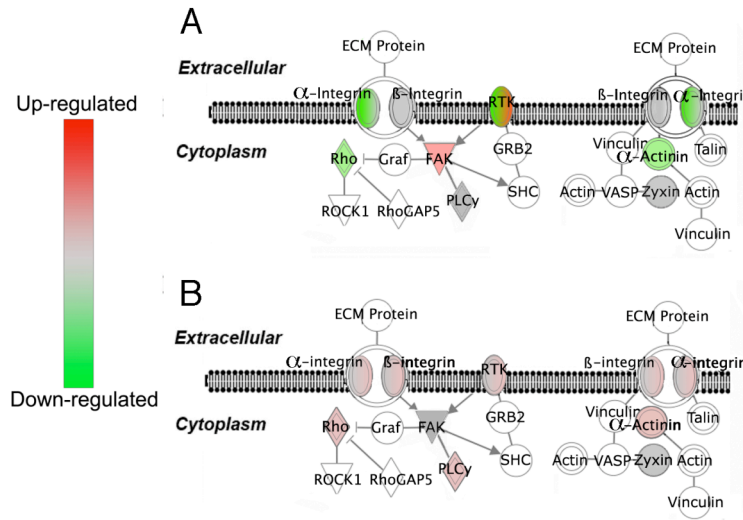 A
ECM Protein
ECM Protein
Extracellular
Up-regulated
α-Integrin
ß-Integrin
RTK
ß-Integrin
α-Integri
Cytoplasm
Rho
Graf
FAK
GRB2
Vinculin
α-Actinin
Talin
ROCK1
RhoGAP5
PLCy
SHC
Actin
VASP
Zyxin
Actin
Vinculin
B
ECM Protein
ECM Protein
Extracellular
α-integrin
ß-integrin
RTK
ß-integrin
α-integrin
Down-regulated
Cytoplasm
Rho
Graf
FAK
GRB2
Vinculin
α-Actinin
Talin
ROCK1
RhoGAP5
PLCy
SHC
Actin
VASP
Zyxin
Actin
Vinculin